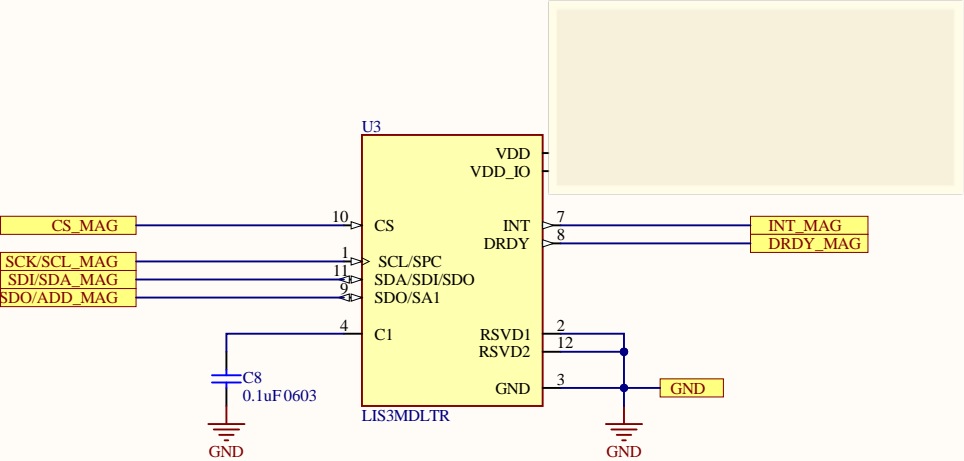 U3
VDD
VDD_IO
CS_MAG 10 CS INT 7 INT_MAG
DRDY 8 DRDY_MAG
SCK/SCL_MAG 1 SCL/SPC
SDI/SDA_MAG 11 SDA/SDI/SDO
SDO/ADD_MAG 9 SDO/SA1
4 C1 RSVD1 2
RSVD2 12
C8 GND 3 GND
0.1uF 0603
LIS3MDLTR
GND GND